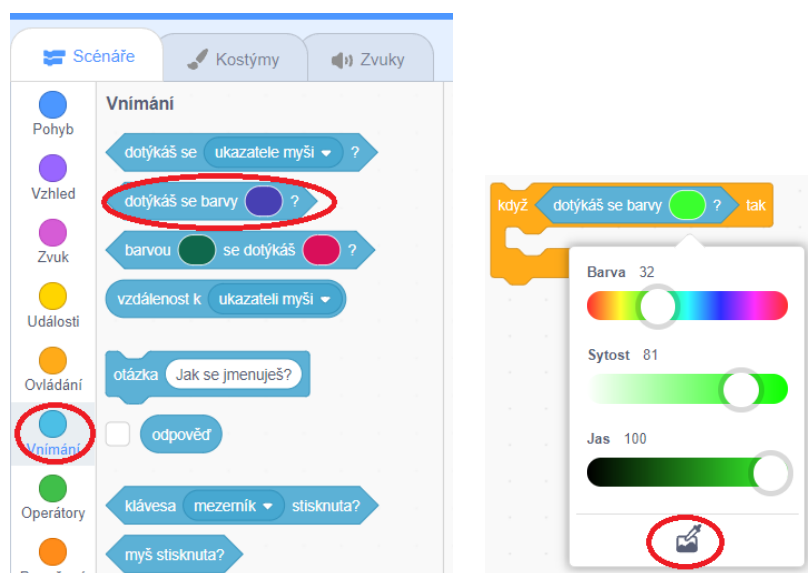 Scénáře
Kostýmy
Zvuky
Pohyb
Vzhled
Zvuk
Události
Ovládání
Vnímání
Operátory
Vnímání
dotýkáš se ukazatele myši ?
dotýkáš se barvy ?
barvou se dotýkáš ?
vzdálenost k ukazateli myši
otázka Jak se jmenuješ?
odpověď
klávesa mezerník stisknuta?
myš stisknuta?
když dotýkáš se barvy ? tak
Barva 32
Sytost 81
Jas 100